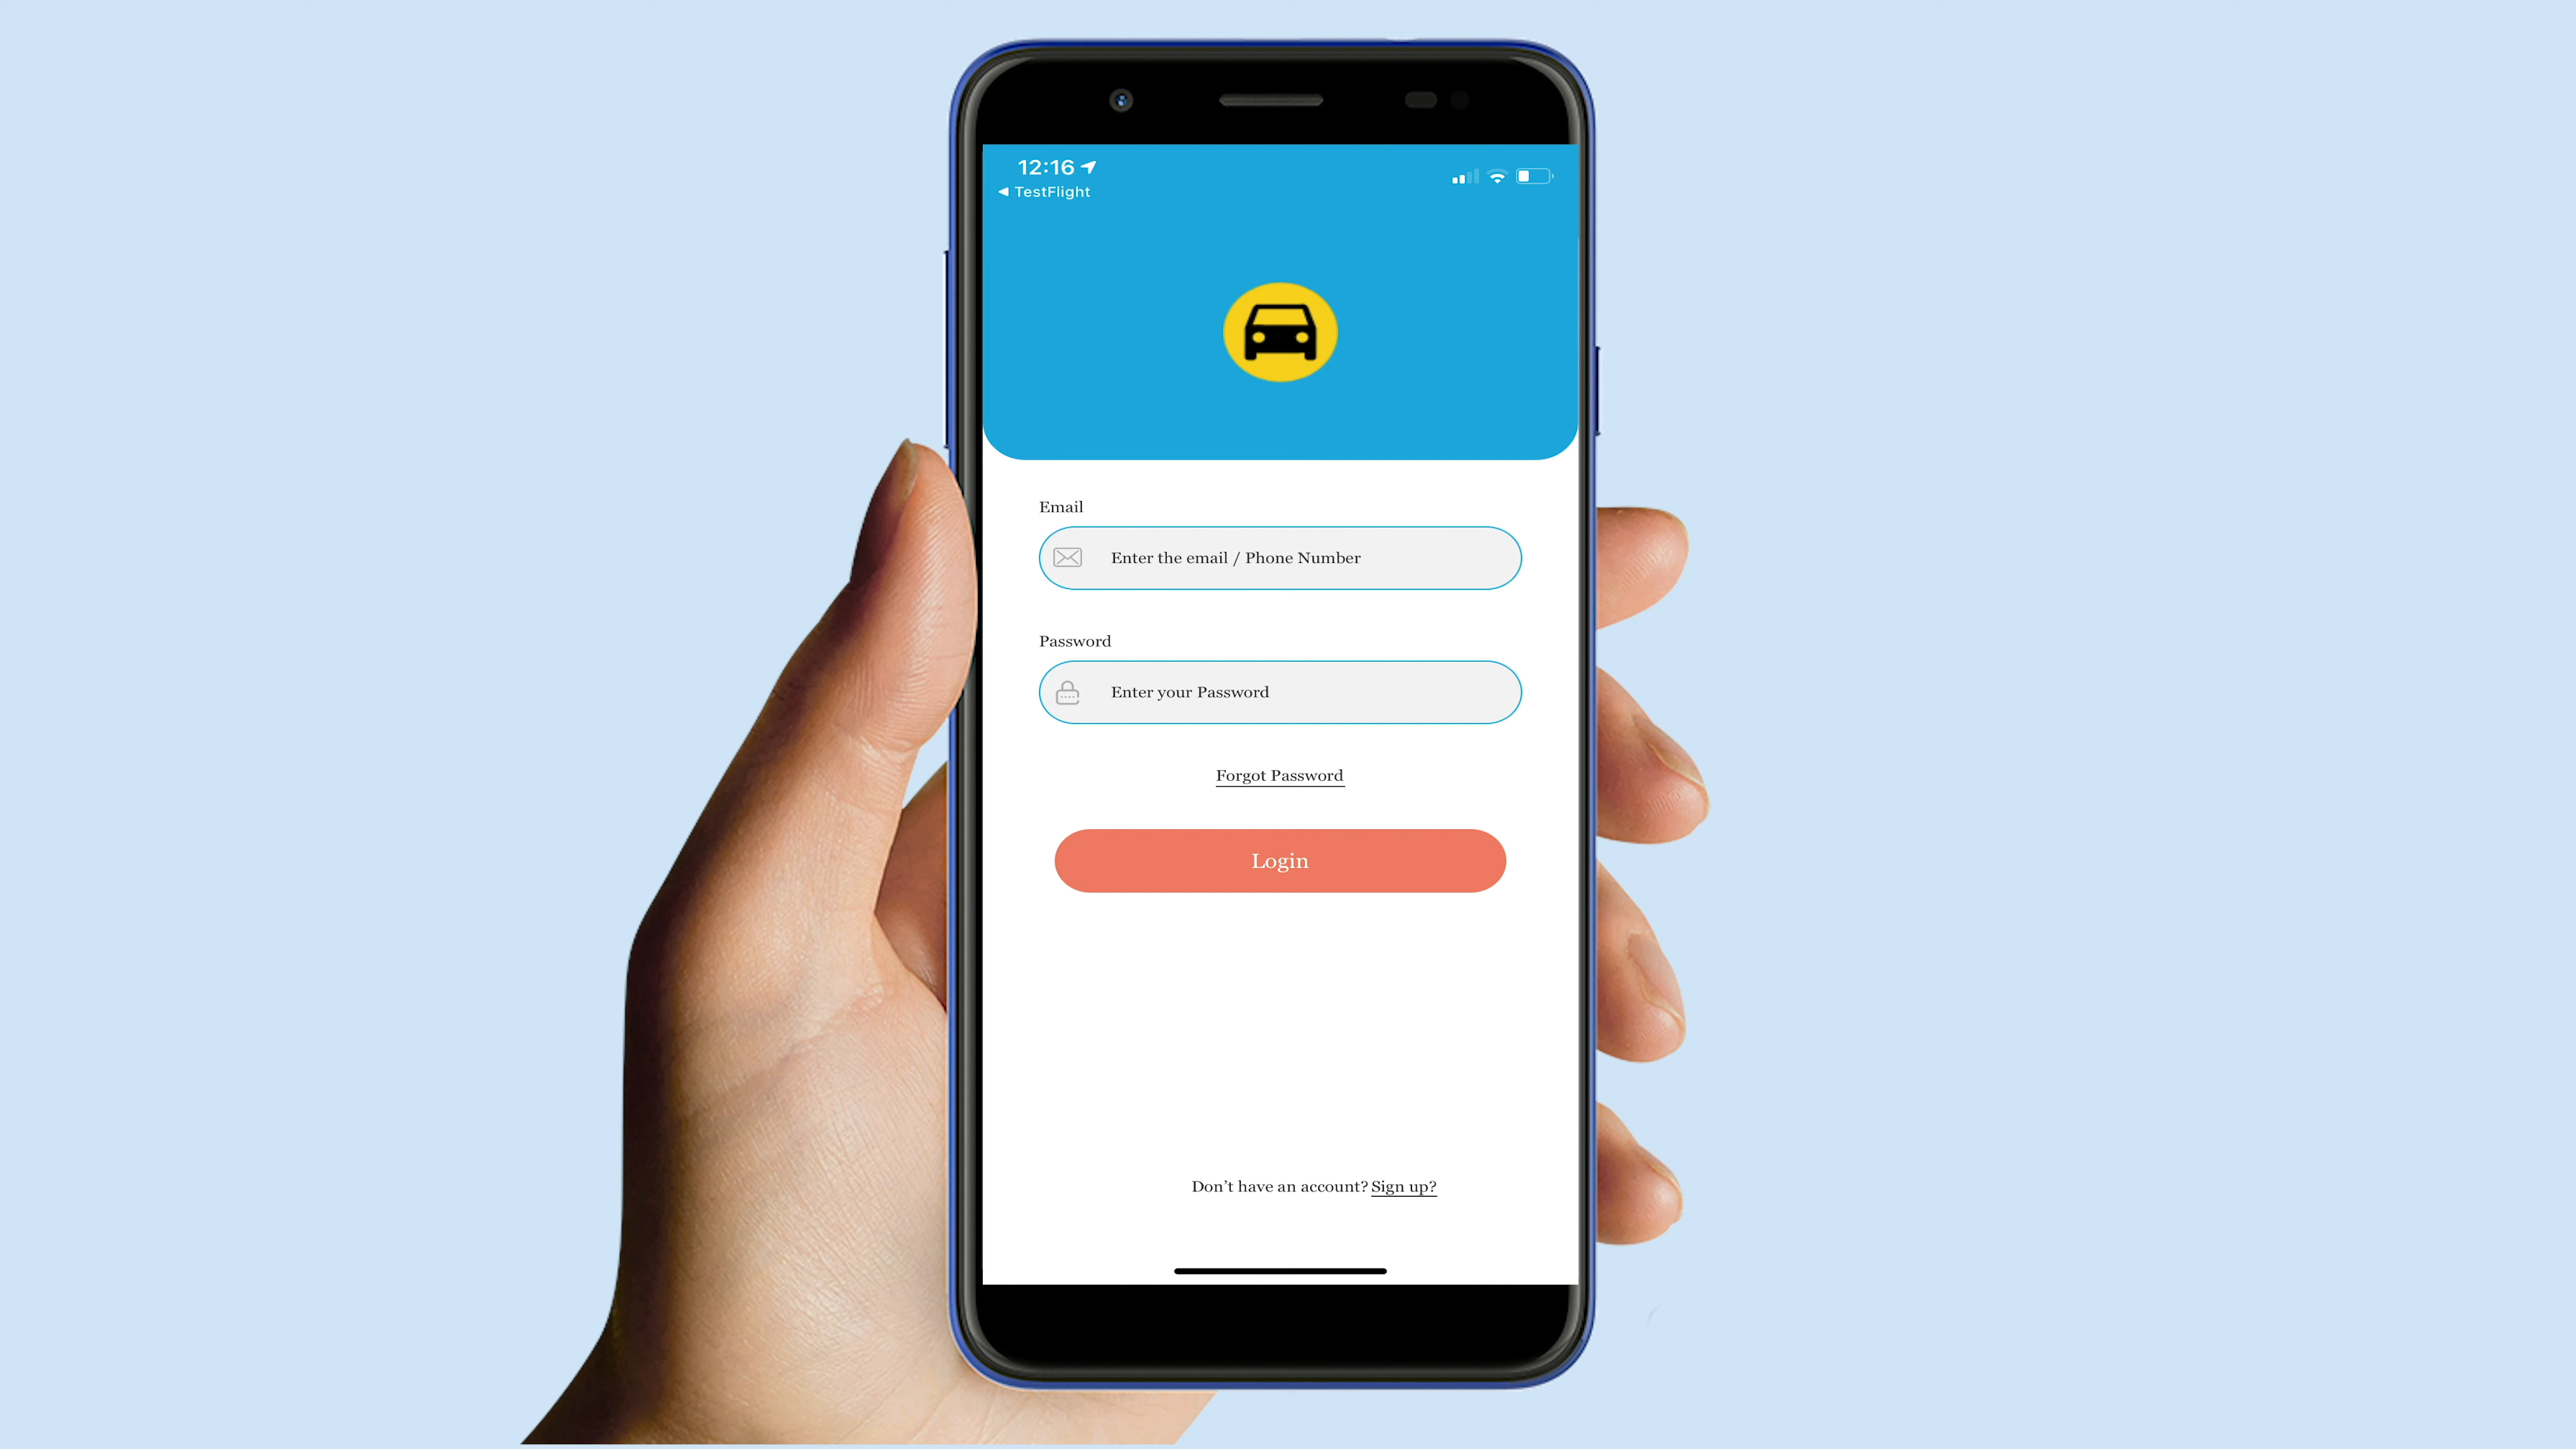 12:16
TestFlight
Email
Enter the email / Phone Number
Password
Enter your Password
Forgot Password
Login
Don't have an account? Sign up?